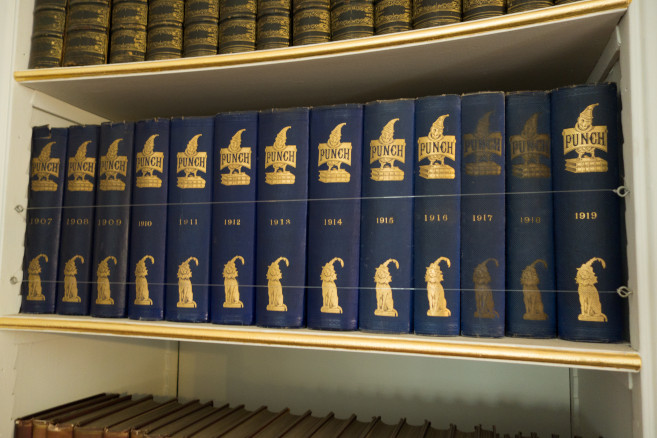 PUNCH
1907
PUNCH
1908
PUNCH
1909
PUNCH
1910
PUNCH
1911
PUNCH
1912
PUNCH
1913
PUNCH
1914
PUNCH
1915
PUNCH
1916
PUNCH
1917
PUNCH
1918
PUNCH
1919